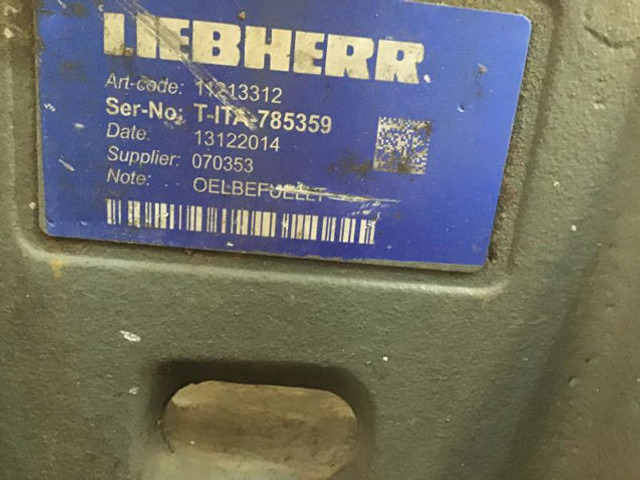 LIEBHERR
Art-code: 11213312
Ser-No: T-ITA-785359
Date: 13122014
Supplier: 070353
Note: OELBEFUELLT